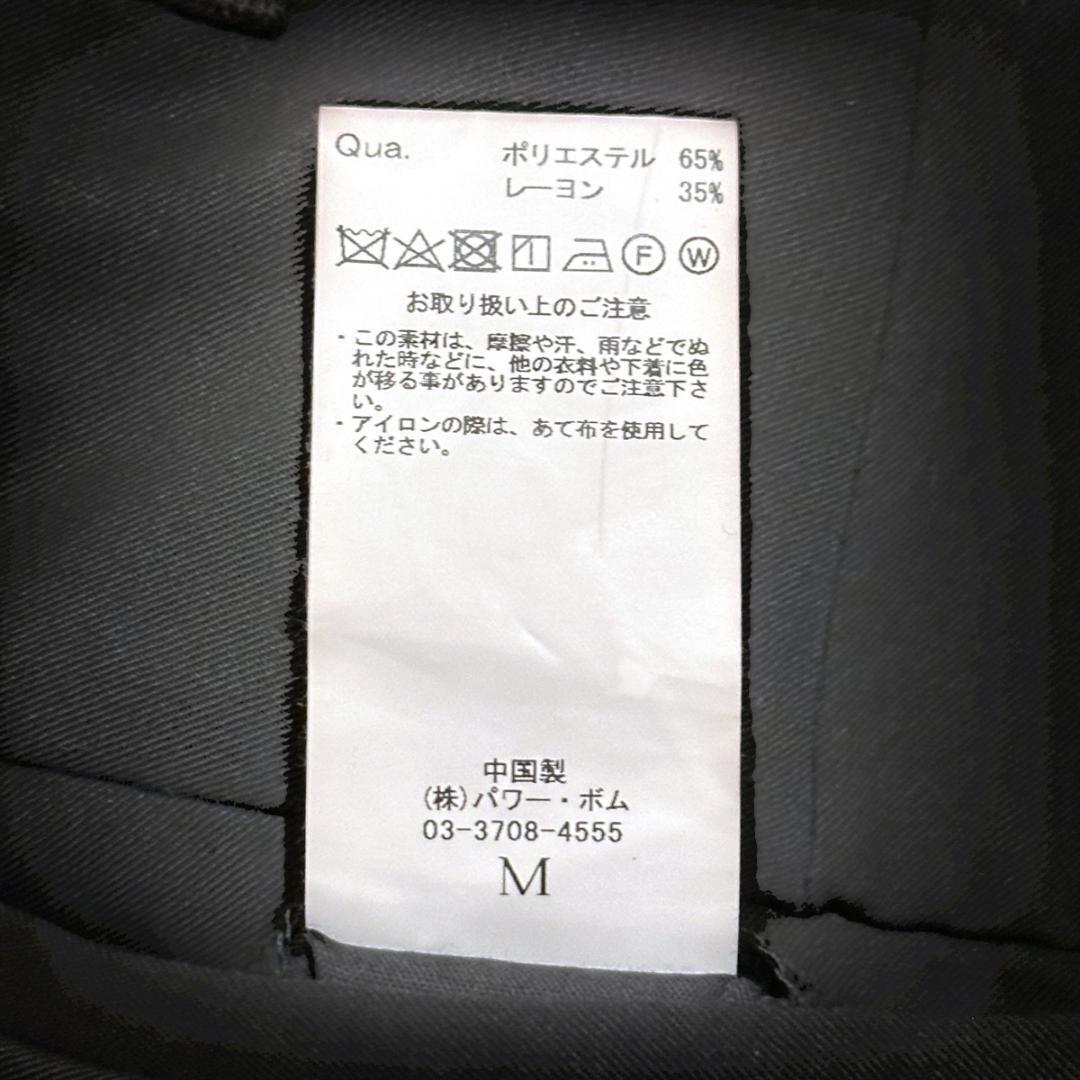 Qua.
ポリエステル 65%
レーヨン 35%
F W
お取り扱い上のご注意
・この素材は、摩擦や汗、雨などでぬ
れた時などに、他の衣料や下着に色
が移る事がありますのでご注意下さ
い。
・アイロンの際は、あて布を使用して
ください。
中国製
(株)パワー・ボム
03-3708-4555
M